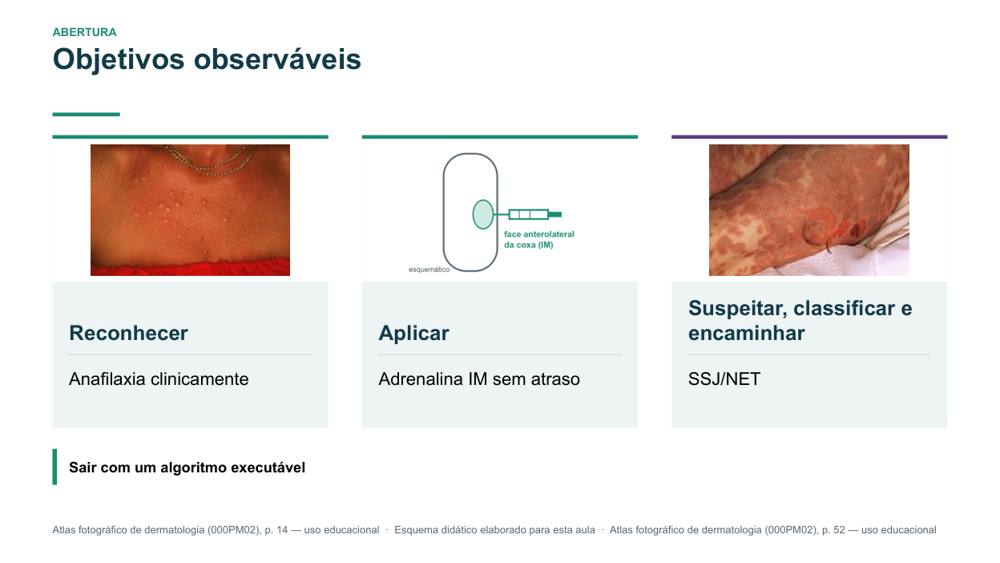 ABERTURA
Objetivos observáveis
face anterolateral
da coxa (IM)
esquemático
Reconhecer
Anafilaxia clinicamente
Aplicar
Adrenalina IM sem atraso
Suspeitar, classificar e
encaminhar
SSJ/NET
Sair com um algoritmo executável
Atlas fotográfico de dermatologia (000PM02), p. 14 — uso educacional · Esquema didático elaborado para esta aula · Atlas fotográfico de dermatologia (000PM02), p. 52 — uso educacional